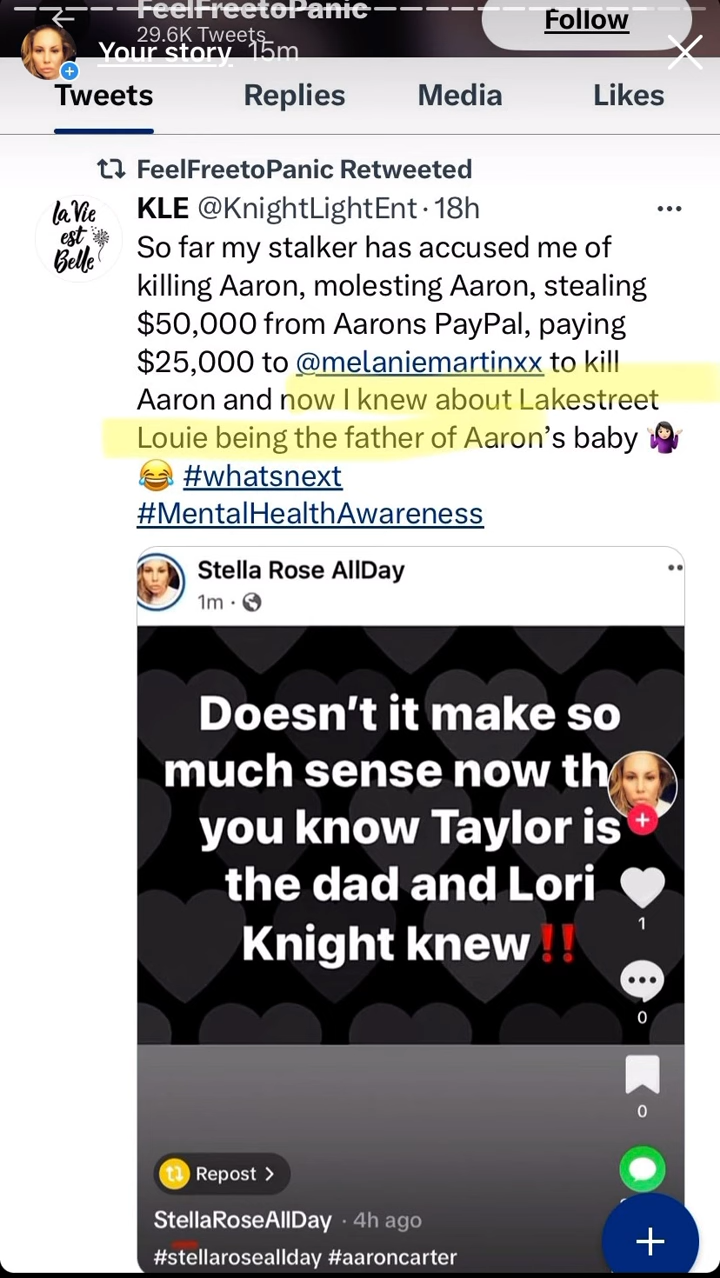 FeelFreetoPanic
29.6K Tweets
Follow
Your story 15m
Tweets Replies Media Likes
FeelFreetoPanic Retweeted
la Vie
est
Belle
KLE @KnightLightEnt · 18h
So far my stalker has accused me of
killing Aaron, molesting Aaron, stealing
$50,000 from Aarons PayPal, paying
$25,000 to @melaniemartinxx to kill
Aaron and now I knew about Lakestreet
Louie being the father of Aaron's baby 🤷🏻‍♀️
😂 #whatsnext
#MentalHealthAwareness
Stella Rose AllDay
1m ·
Doesn't it make so
much sense now th
you know Taylor is
the dad and Lori
Knight knew‼️
1
0
0
Repost >
StellaRoseAllDay · 4h ago
#stellaroseallday #aaroncarter